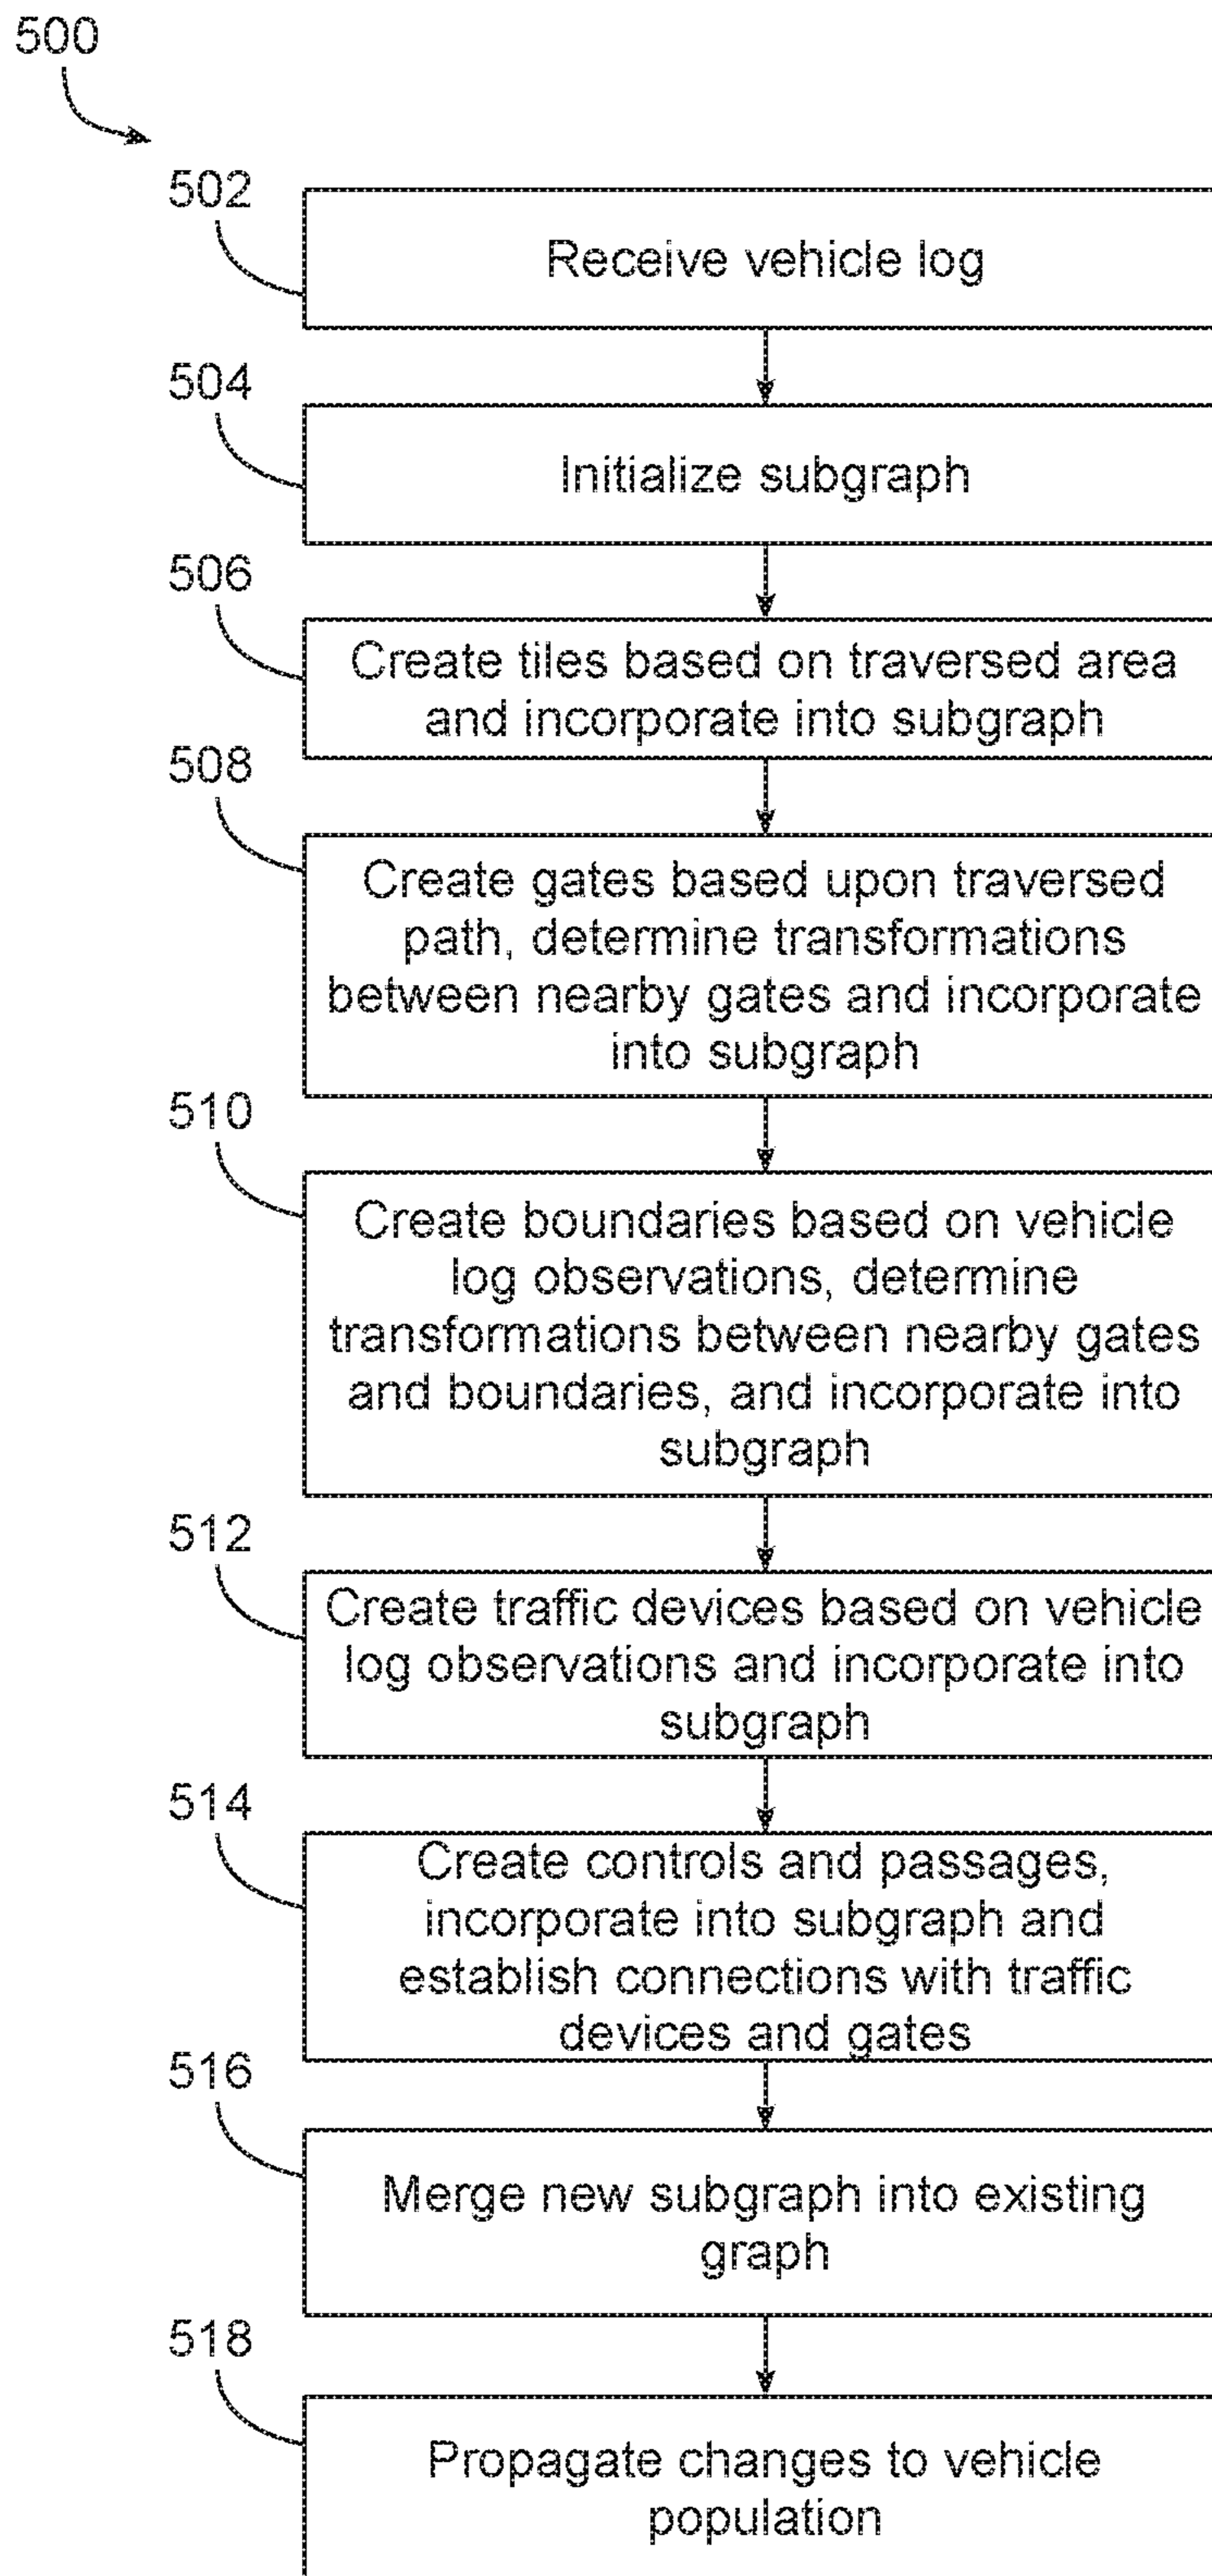 500
502
Receive vehicle log
504
Initialize subgraph
506
Create tiles based on traversed area
and incorporate into subgraph
508
Create gates based upon traversed
path, determine transformations
between nearby gates and incorporate
into subgraph
510
Create boundaries based on vehicle
log observations, determine
transformations between nearby gates
and boundaries, and incorporate into
subgraph
512
Create traffic devices based on vehicle
log observations and incorporate into
subgraph
514
Create controls and passages,
incorporate into subgraph and
establish connections with traffic
devices and gates
516
Merge new subgraph into existing
graph
518
Propagate changes to vehicle
population